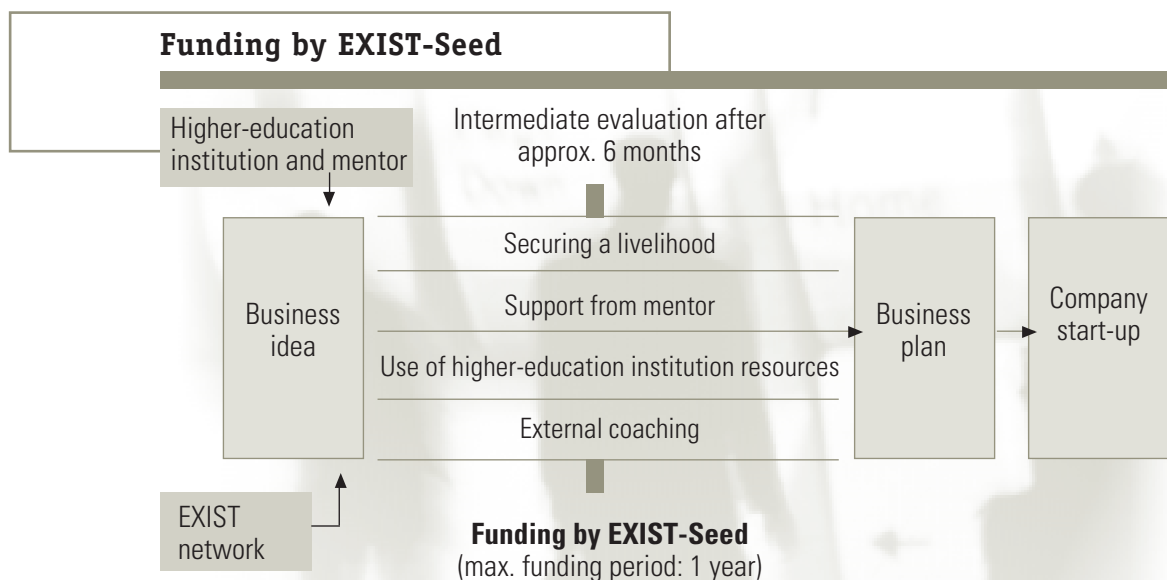 Funding by EXIST-Seed
Higher-education
institution and mentor
Intermediate evaluation after
approx. 6 months
Down
Home
Business
idea
Securing a livelihood
Support from mentor
Use of higher-education institution resources
External coaching
Business
plan
Company
start-up
EXIST
network
Funding by EXIST-Seed
(max. funding period: 1 year)